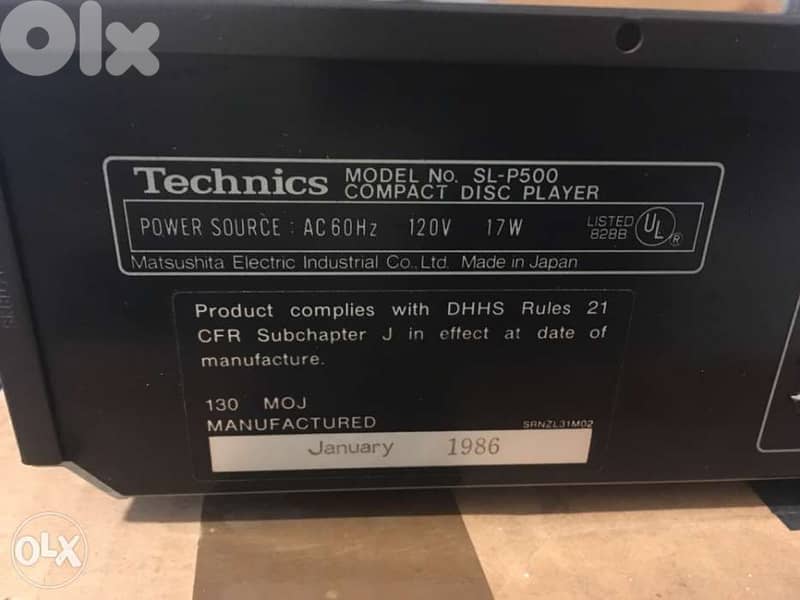 OLX
Technics MODEL No. SL-P500
COMPACT DISC PLAYER
POWER SOURCE : AC 60Hz 120V 17W LISTED 828B UL ®
Matsushita Electric Industrial Co., Ltd. Made in Japan
Product complies with DHHS Rules 21
CFR Subchapter J in effect at date of
manufacture.
130 MOJ
MANUFACTURED SRNZL31M02
January 1986
OLX